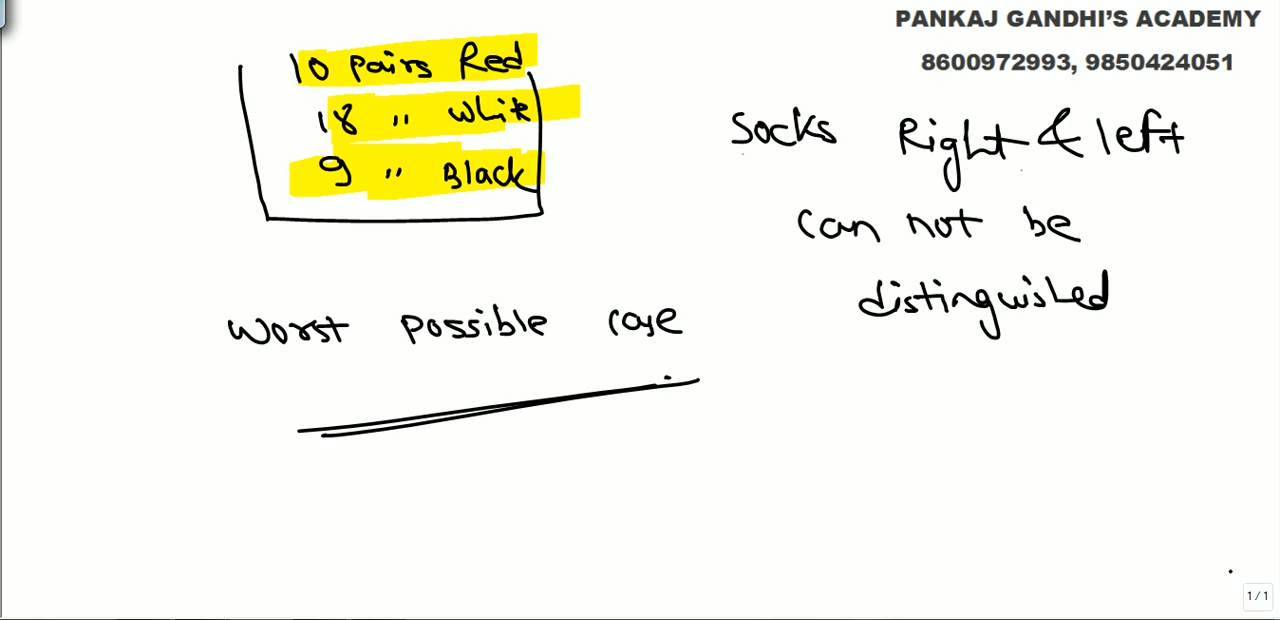 PANKAJ GANDHI'S ACADEMY
8600972993, 9850424051
10 pairs Red
18 " White
9 " Black
Socks Right & left
can not be
distinguished
Worst possible case
1 / 1